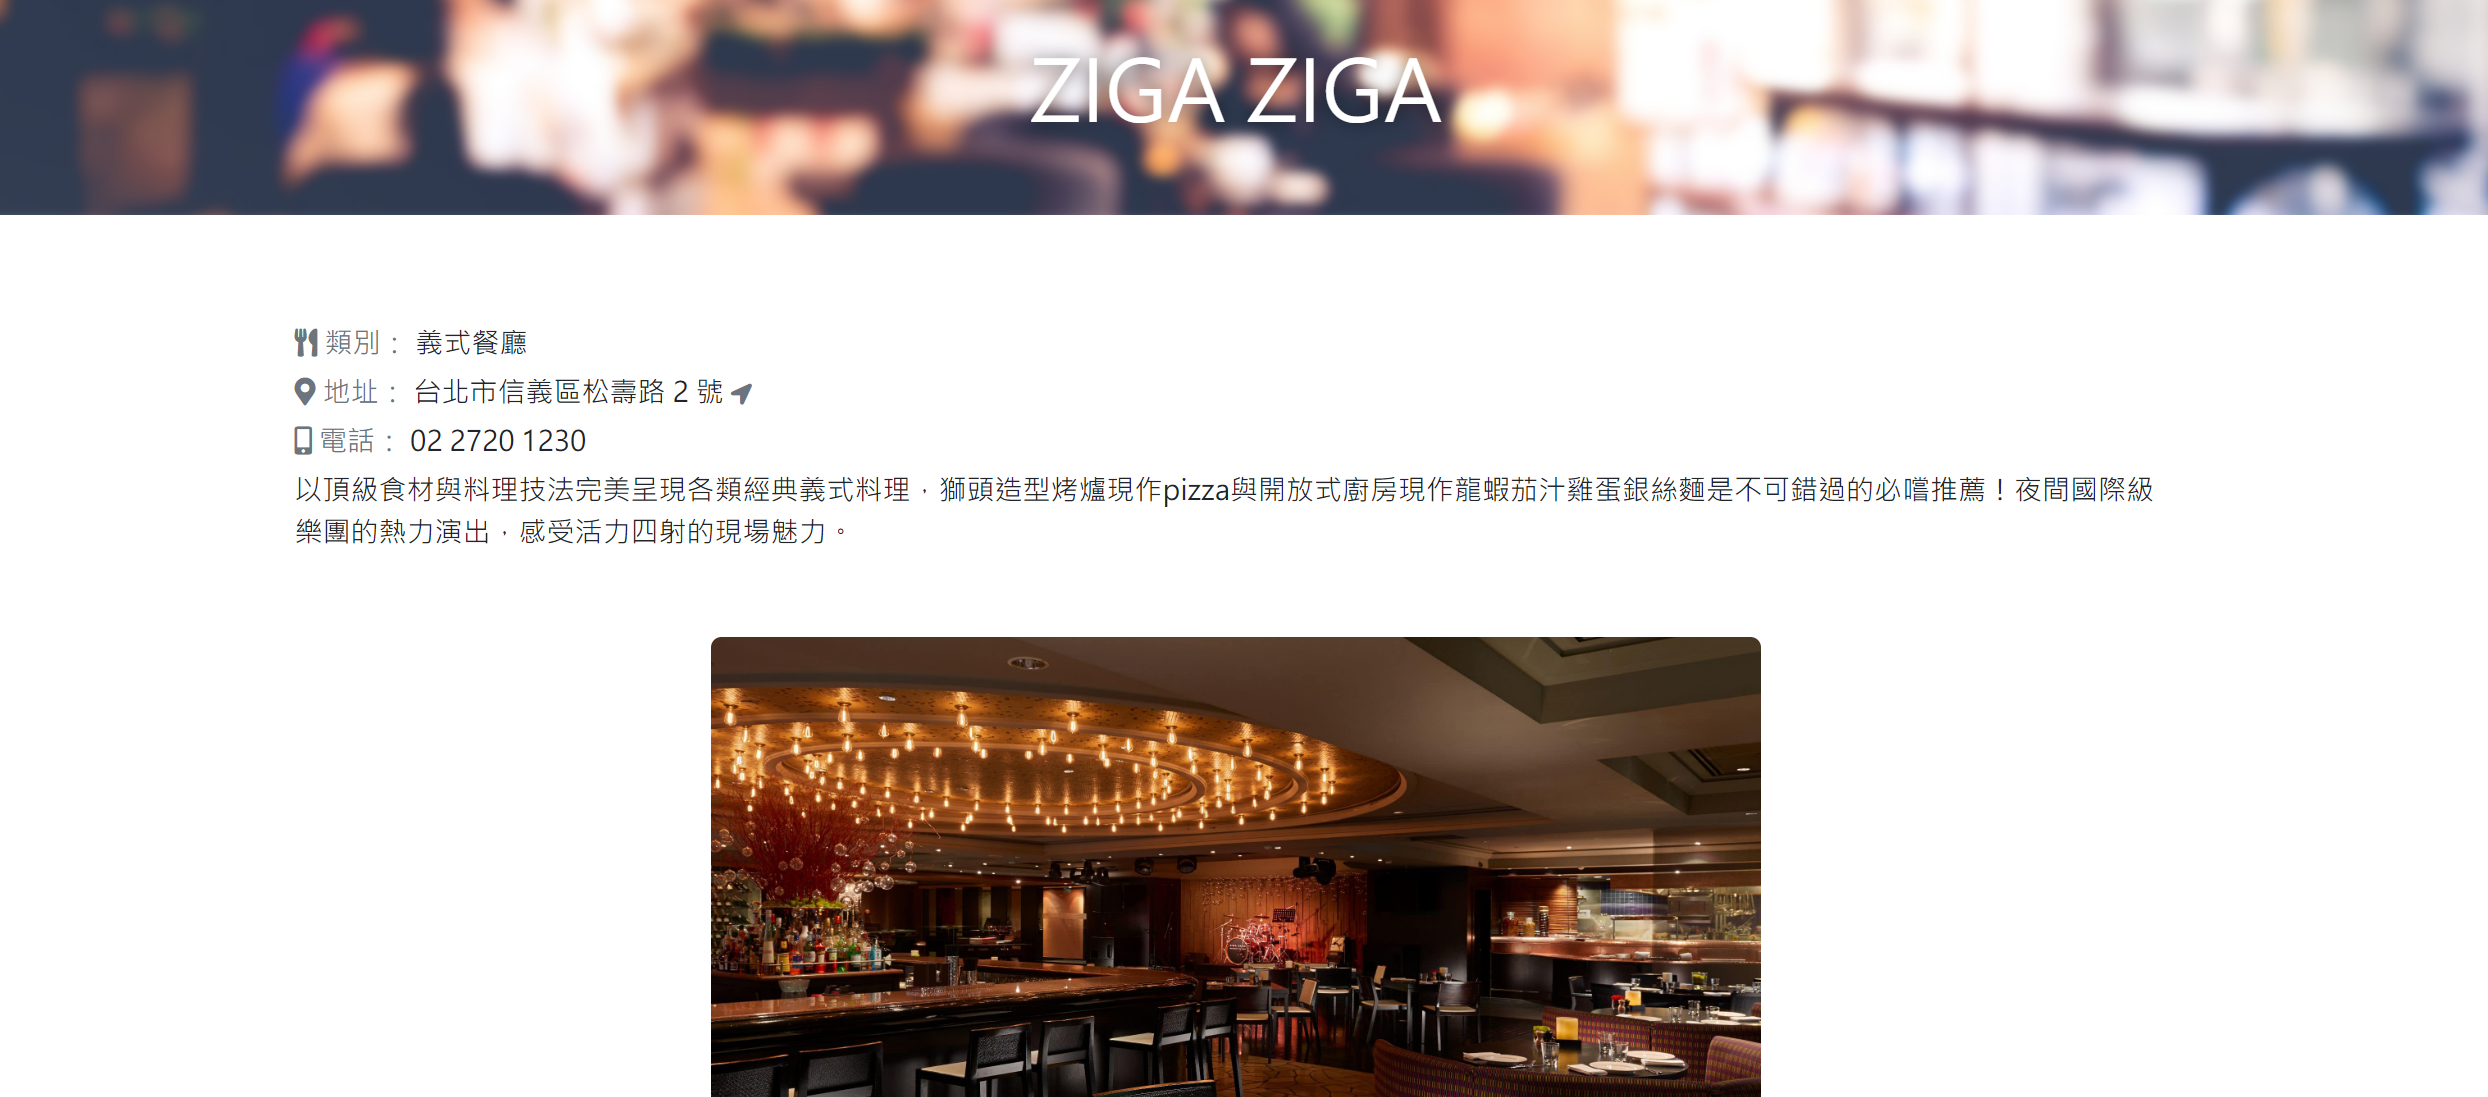 ZIGA ZIGA
類別： 義式餐廳
地址： 台北市信義區松壽路 2 號
電話： 02 2720 1230
以頂級食材與料理技法完美呈現各類經典義式料理，獅頭造型烤爐現作pizza與開放式廚房現作龍蝦茄汁雞蛋銀絲麵是不可錯過的必嚐推薦！夜間國際級
樂團的熱力演出，感受活力四射的現場魅力。